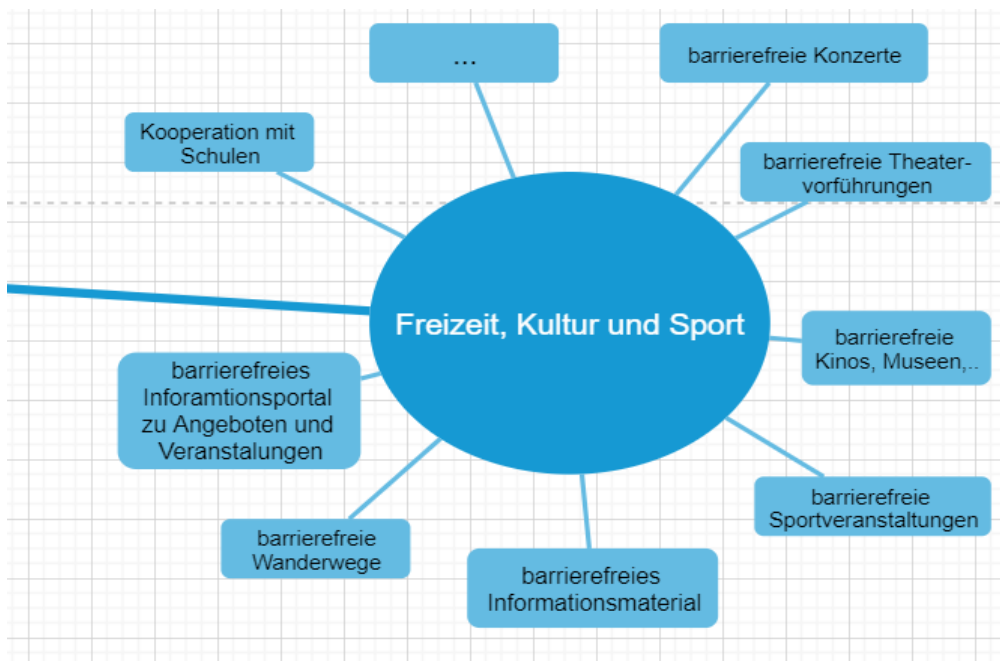 ...
barrierefreie Konzerte
Kooperation mit
Schulen
barrierefreie Theater-
vorführungen
Freizeit, Kultur und Sport
barrierefreie
Kinos, Museen,..
barrierefreies
Inforamtionsportal
zu Angeboten und
Veranstalungen
barrierefreie
Sportveranstaltungen
barrierefreie
Wanderwege
barrierefreies
Informationsmaterial